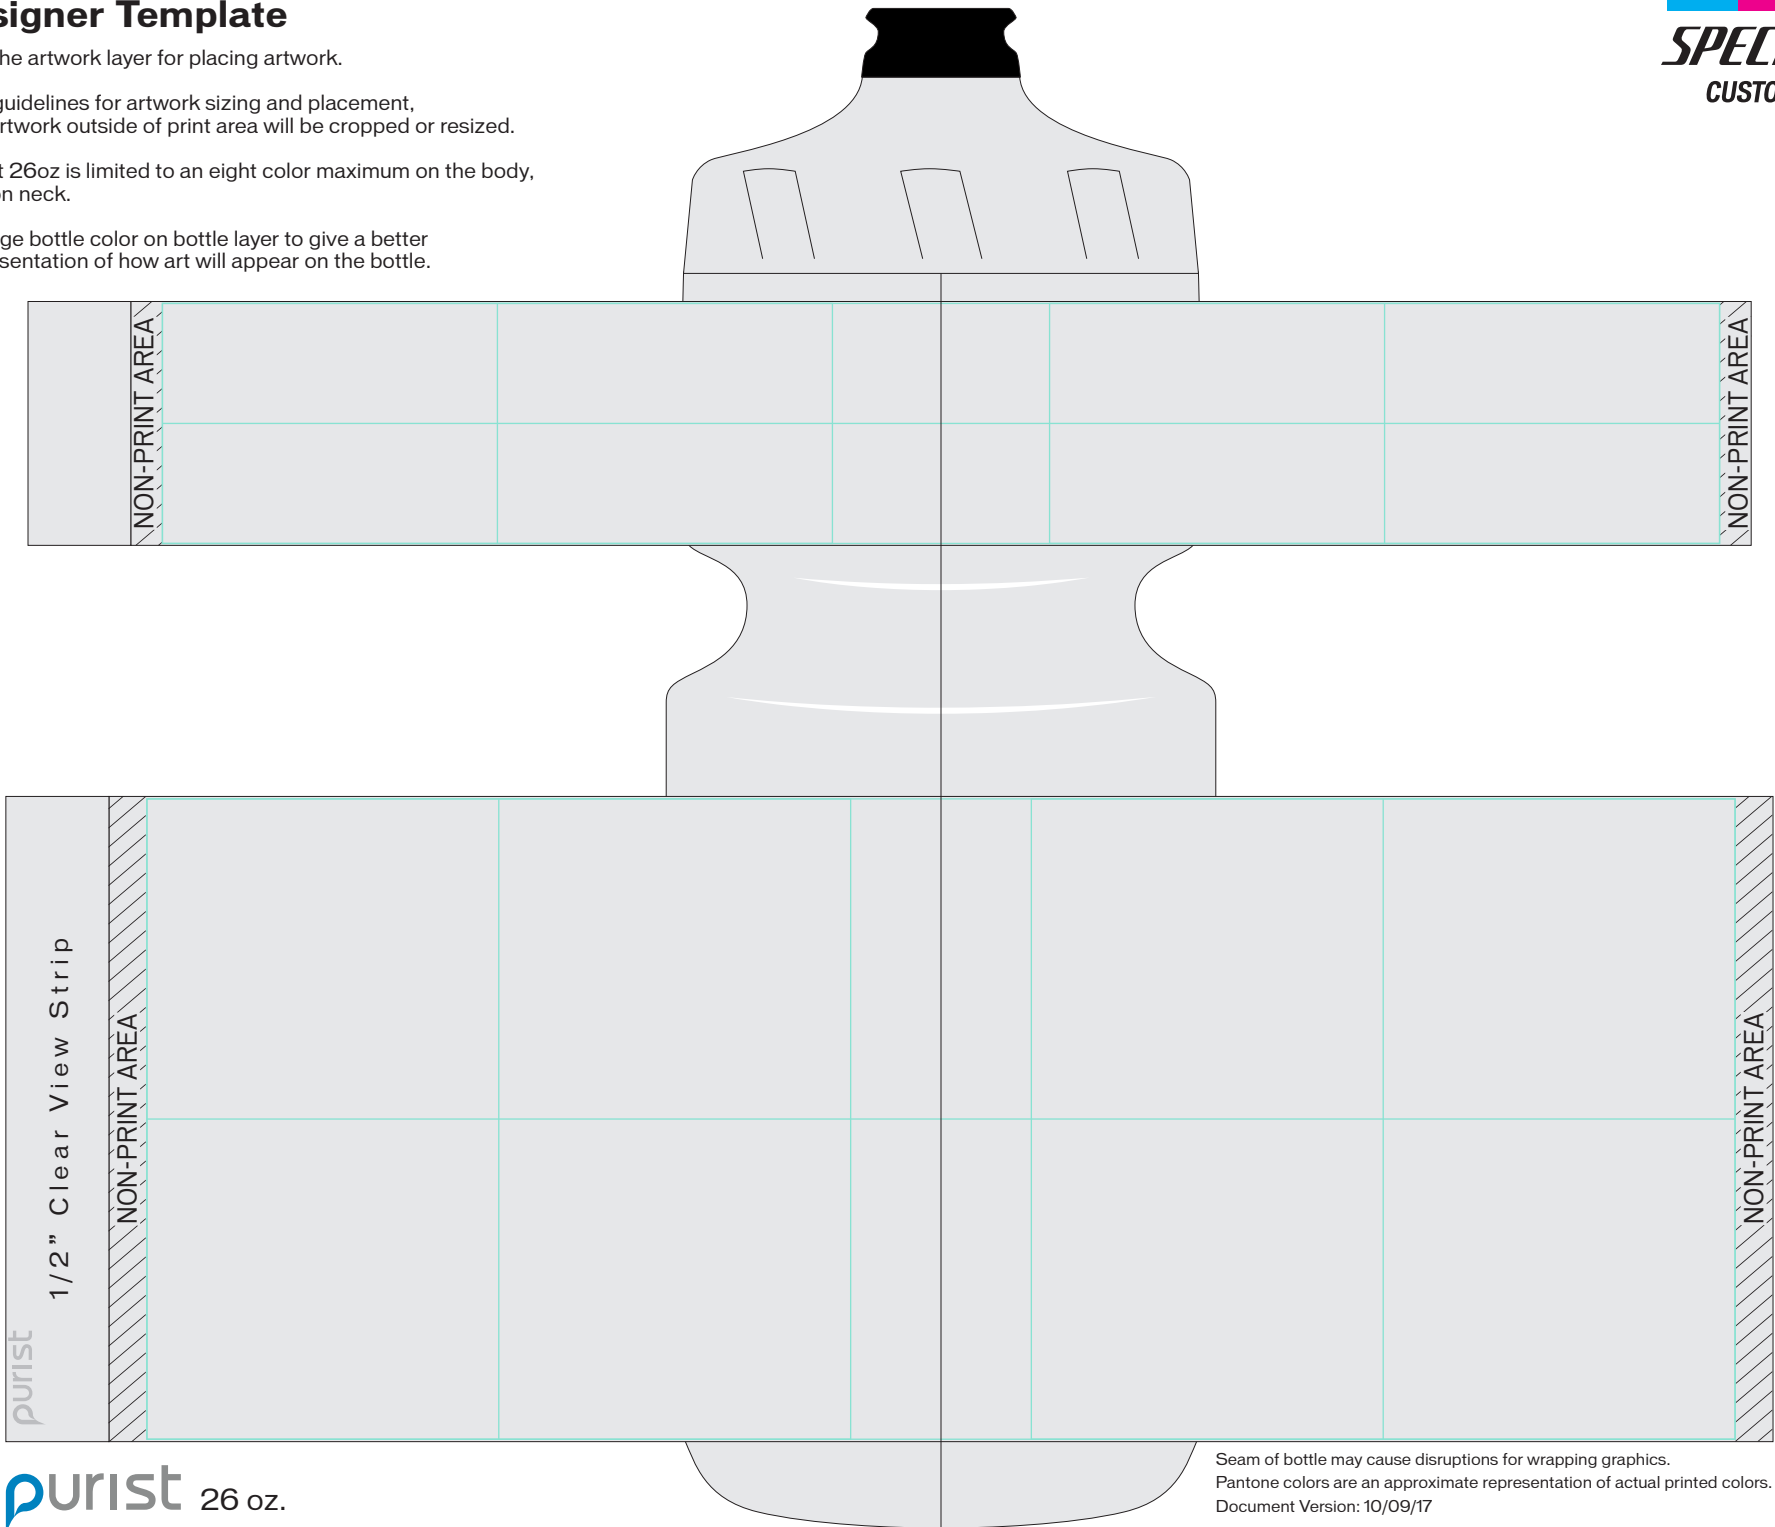 signer Template
he artwork layer for placing artwork.
guidelines for artwork sizing and placement,
rtwork outside of print area will be cropped or resized.
t 26oz is limited to an eight color maximum on the body,
on neck.
ge bottle color on bottle layer to give a better
sentation of how art will appear on the bottle.
SPEC
CUSTO
NON-PRINT AREA
NON-PRINT AREA
1/2” Clear View Strip
NON-PRINT AREA
NON-PRINT AREA
purist
purist 26 oz.
Seam of bottle may cause disruptions for wrapping graphics.
Pantone colors are an approximate representation of actual printed colors.
Document Version: 10/09/17